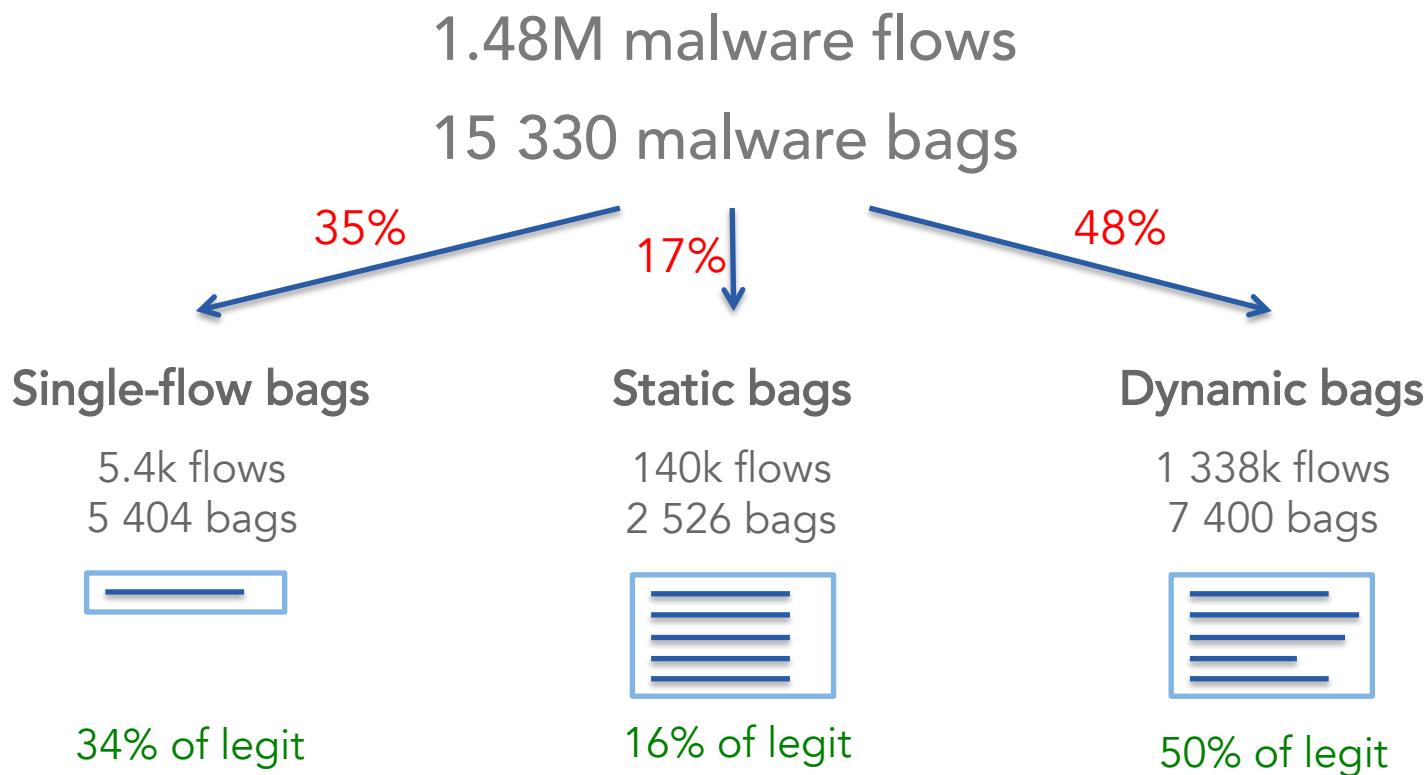 1.48M malware flows
15 330 malware bags
35%
17%
48%
Single-flow bags
5.4k flows
5 404 bags
34% of legit
Static bags
140k flows
2 526 bags
16% of legit
Dynamic bags
1 338k flows
7 400 bags
50% of legit